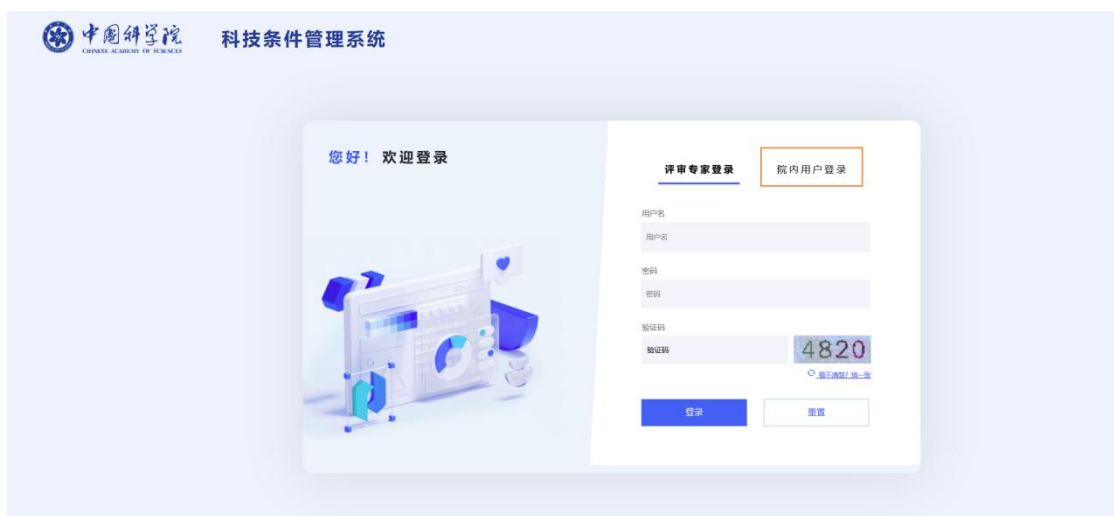 中国科学院
CHINESE ACADEMY OF SCIENCES
科技条件管理系统
您好！欢迎登录
评审专家登录
院内用户登录
用户名
用户名
密码
密码
验证码
验证码
4820
看不清楚？换一张
登录
重置